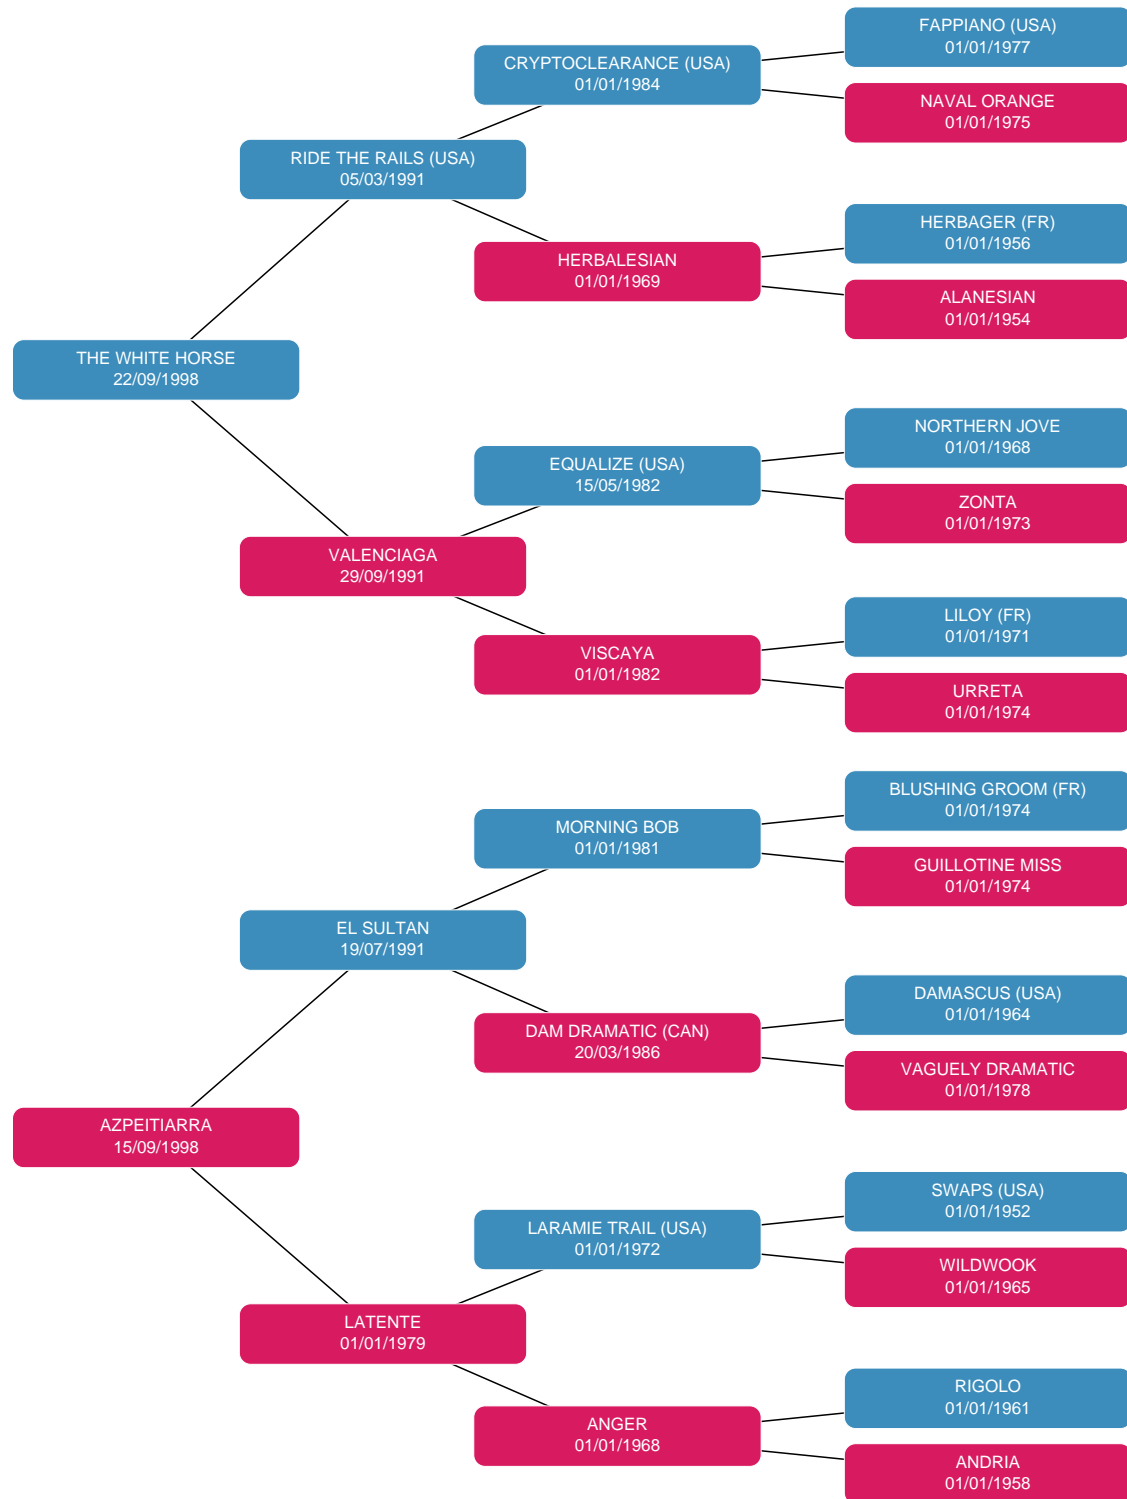 FAPPIANO (USA)
01/01/1977
CRYPTOCLEARANCE (USA)
01/01/1984
NAVAL ORANGE
01/01/1975
RIDE THE RAILS (USA)
05/03/1991
HERBAGER (FR)
01/01/1956
HERBALESIAN
01/01/1969
ALANESIAN
01/01/1954
THE WHITE HORSE
22/09/1998
NORTHERN JOVE
01/01/1968
EQUALIZE (USA)
15/05/1982
ZONTA
01/01/1973
VALENCIAGA
29/09/1991
LILOY (FR)
01/01/1971
VISCAYA
01/01/1982
URRETA
01/01/1974
BLUSHING GROOM (FR)
01/01/1974
MORNING BOB
01/01/1981
GUILLOTINE MISS
01/01/1974
EL SULTAN
19/07/1991
DAMASCUS (USA)
01/01/1964
DAM DRAMATIC (CAN)
20/03/1986
VAGUELY DRAMATIC
01/01/1978
AZPEITIARRA
15/09/1998
SWAPS (USA)
01/01/1952
LARAMIE TRAIL (USA)
01/01/1972
WILDWOOK
01/01/1965
LATENTE
01/01/1979
RIGOLO
01/01/1961
ANGER
01/01/1968
ANDRIA
01/01/1958